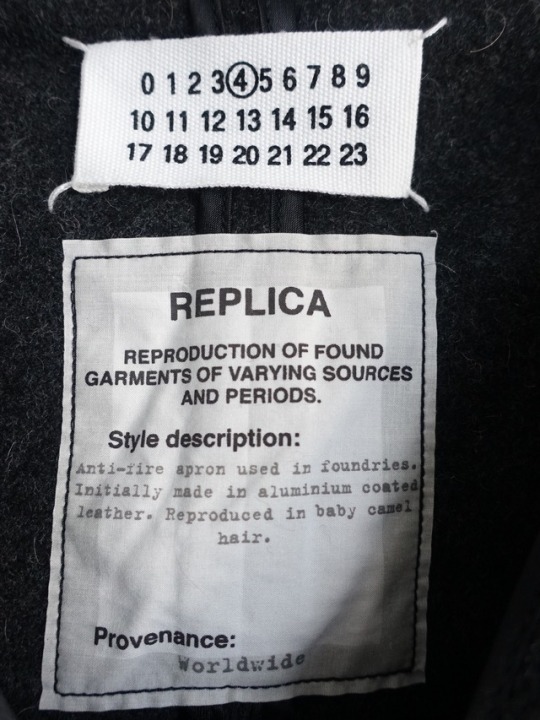 0 1 2 3 4 5 6 7 8 9
10 11 12 13 14 15 16
17 18 19 20 21 22 23
REPLICA
REPRODUCTION OF FOUND
GARMENTS OF VARYING SOURCES
AND PERIODS.
Style description:
Anti-fire apron used in foundries.
Initially made in aluminium coated
leather. Reproduced in baby camel
hair.
Provenance:
Worldwide